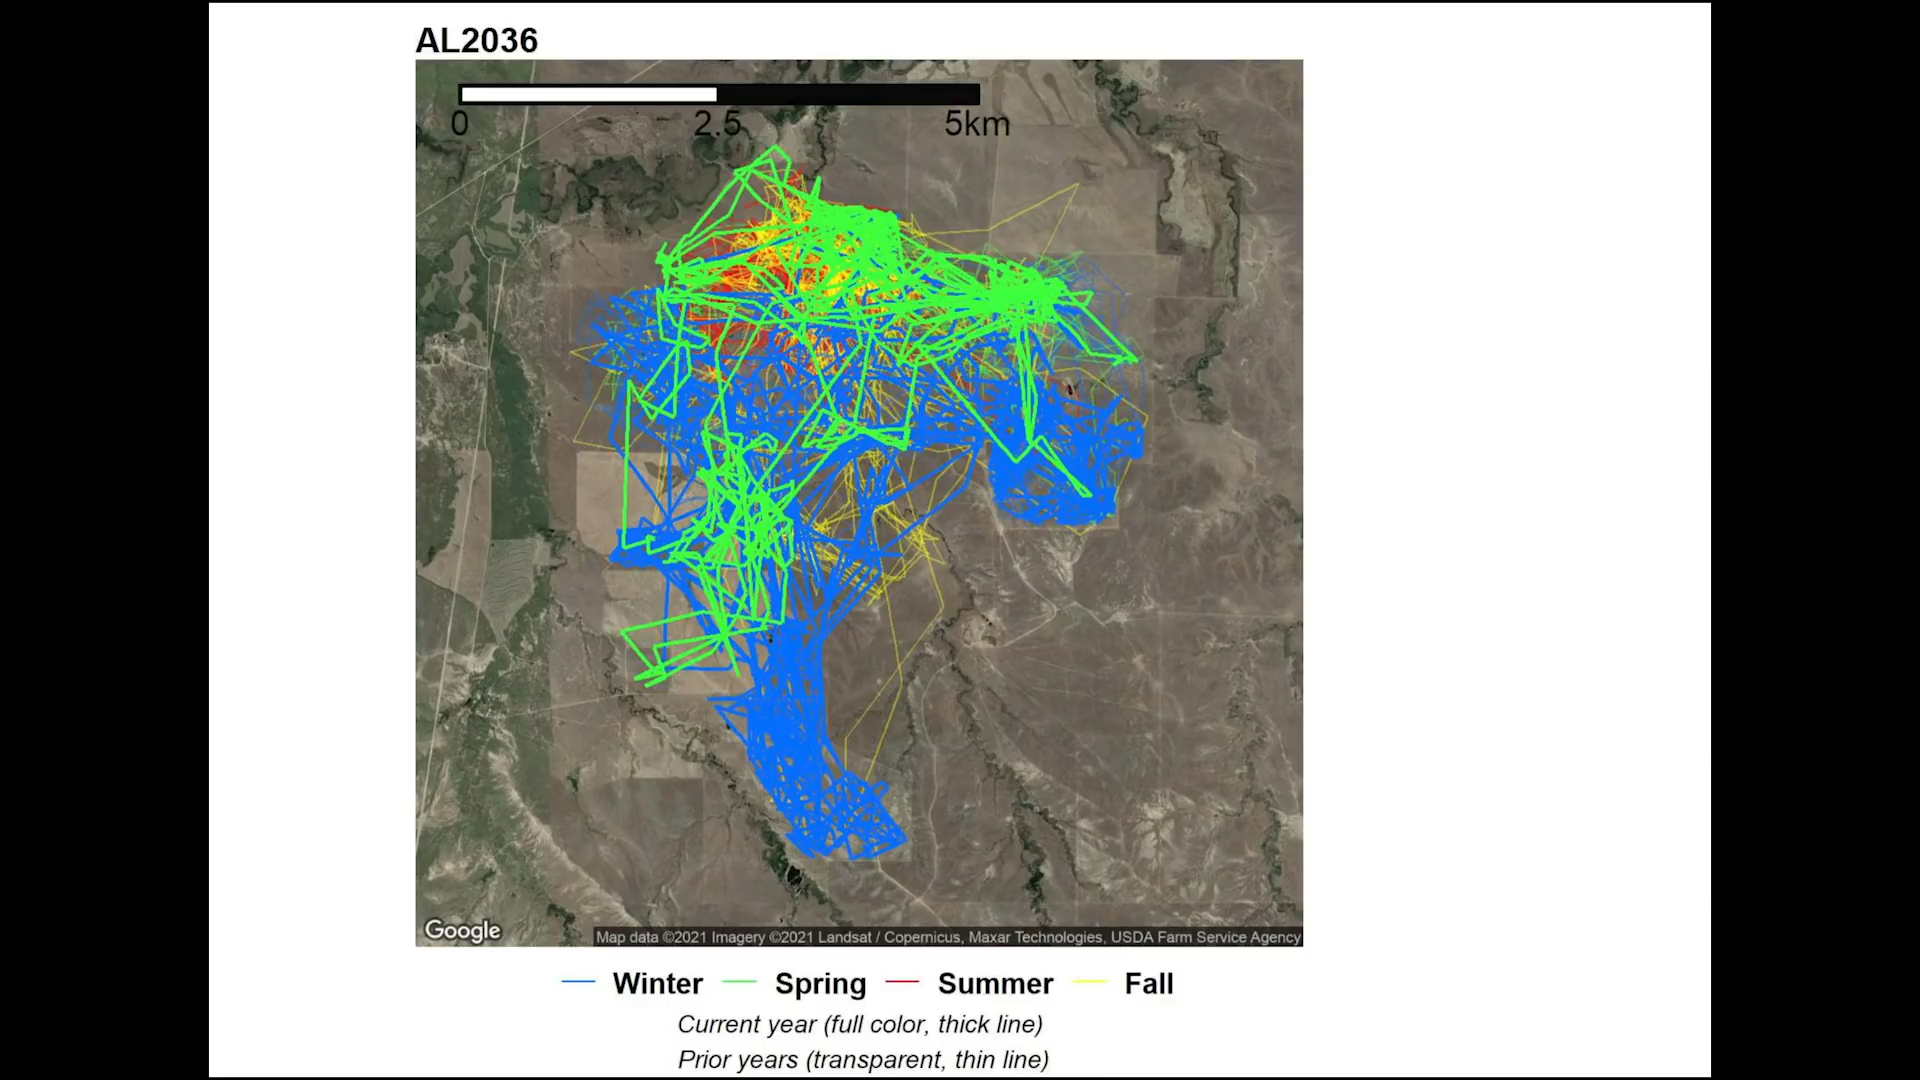 AL2036
0 2.5 5km
Google
Map data ©2021 Imagery ©2021 Landsat / Copernicus, Maxar Technologies, USDA Farm Service Agency
Winter Spring Summer Fall
Current year (full color, thick line)
Prior years (transparent, thin line)